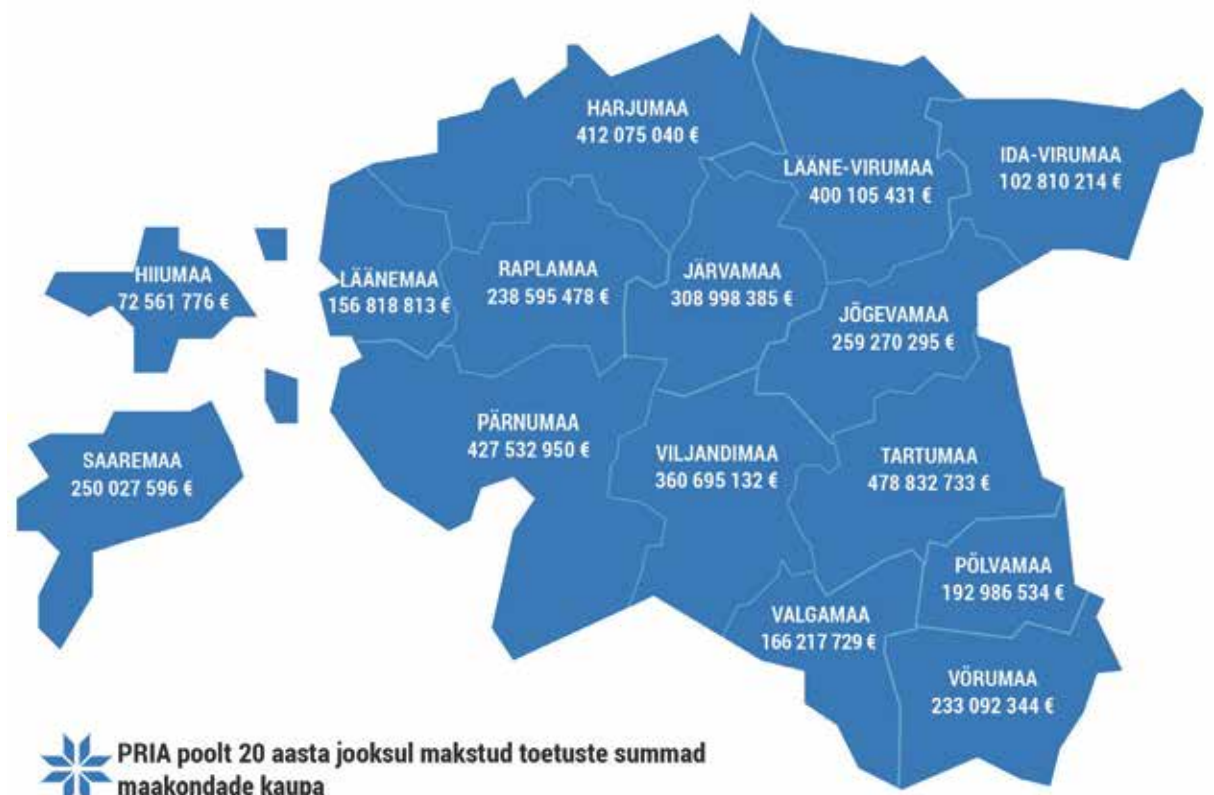 HARJUMAA
412 075 040 €
LÄÄNE-VIRUMAA
400 105 431 €
IDA-VIRUMAA
102 810 214 €
HIIUMAA
72 561 776 €
LÄÄNEMAA
156 818 813 €
RAPLAMAA
238 595 478 €
JÄRVAMAA
308 998 385 €
JÕGEVAMAA
259 270 295 €
SAAREMAA
250 027 596 €
PÄRNUMAA
427 532 950 €
VILJANDIMAA
360 695 132 €
TARTUMAA
478 832 733 €
PÕLVAMAA
192 986 534 €
VALGAMAA
166 217 729 €
VÕRUMAA
233 092 344 €
PRIA poolt 20 aasta jooksul makstud toetuste summad
maakondade kaupa